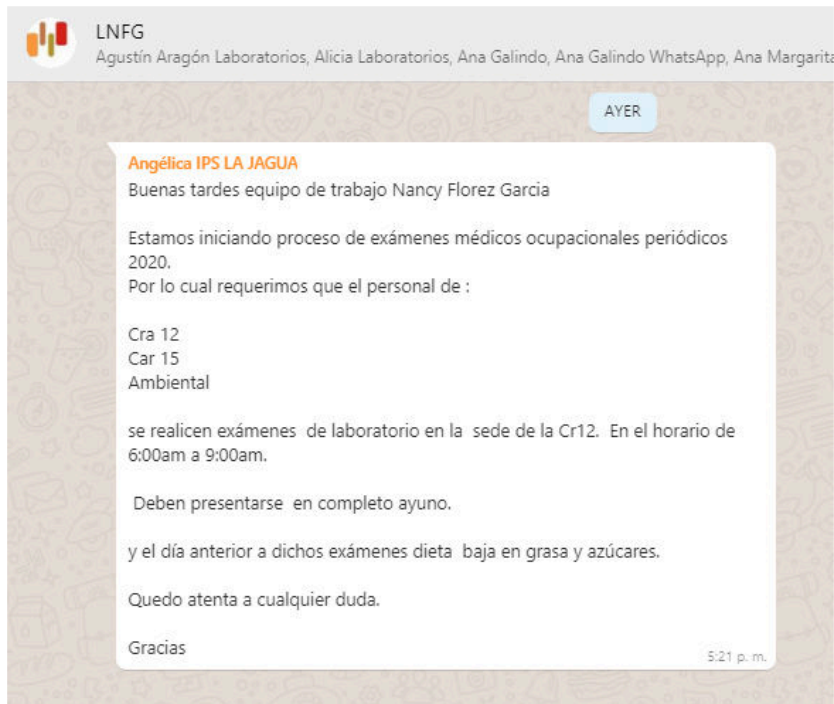 LNFG
Agustín Aragón Laboratorios, Alicia Laboratorios, Ana Galindo, Ana Galindo WhatsApp, Ana Margarita
AYER
Angélica IPS LA JAGUA
Buenas tardes equipo de trabajo Nancy Florez Garcia
Estamos iniciando proceso de exámenes médicos ocupacionales periódicos
2020.
Por lo cual requerimos que el personal de :
Cra 12
Car 15
Ambiental
se realicen exámenes de laboratorio en la sede de la Cr12. En el horario de
6:00am a 9:00am.
Deben presentarse en completo ayuno.
y el día anterior a dichos exámenes dieta baja en grasa y azúcares.
Quedo atenta a cualquier duda.
Gracias
5:21 p. m.